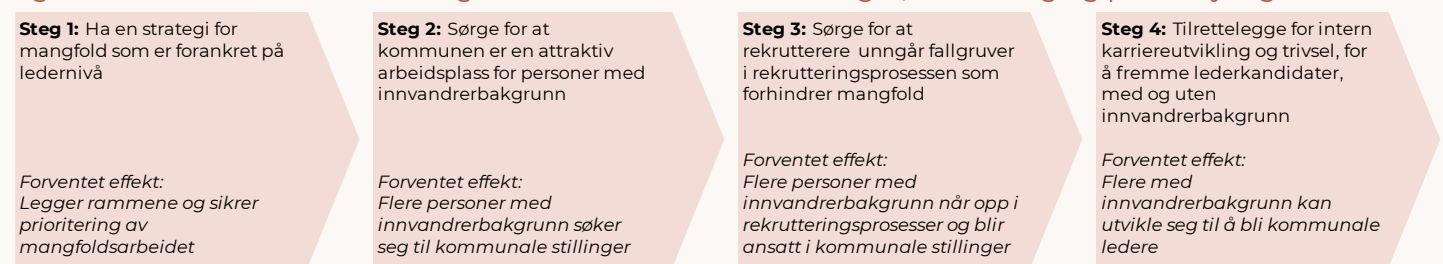 Steg 1: Ha en strategi for
mangfold som er forankret på
ledernivå
Forventet effekt:
Legger rammene og sikrer
prioritering av
mangfoldsarbeidet
Steg 2: Sørge for at
kommunen er en attraktiv
arbeidsplass for personer med
innvandrerbakgrunn
Forventet effekt:
Flere personer med
innvandrerbakgrunn søker
seg til kommunale stillinger
Steg 3: Sørge for at
rekrutterere unngår fallgruver
i rekrutteringsprosessen som
forhindrer mangfold
Forventet effekt:
Flere personer med
innvandrerbakgrunn når opp i
rekrutteringsprosesser og blir
ansatt i kommunale stillinger
Steg 4: Tilrettelegge for intern
karriereutvikling og trivsel, for
å fremme lederkandidater,
med og uten
innvandrerbakgrunn
Forventet effekt:
Flere med
innvandrerbakgrunn kan
utvikle seg til å bli kommunale
ledere